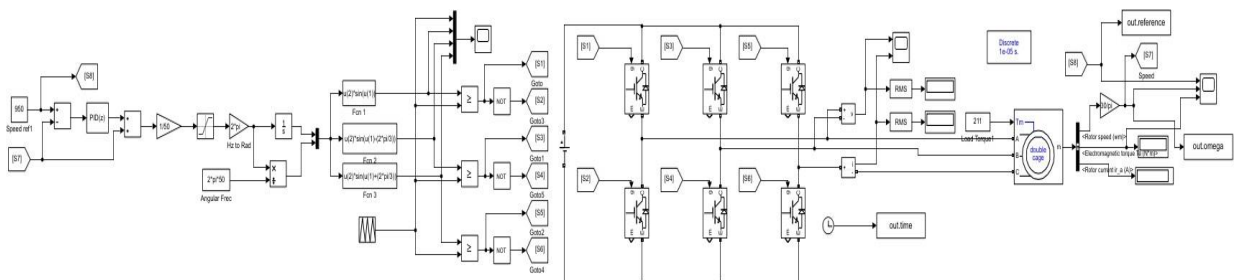 [S8]
950
Speed ref1
PID(z)
1/50
2*pi
Hz to Rad
1
s
[S7]
2*pi*50
Angular Frec
u(2)*sin(u(1))
Fcn 1
u(2)*sin(u(1)-(2*pi/3))
Fcn 2
u(2)*sin(u(1)+(2*pi/3))
Fcn 3
≥
NOT
[S1]
Goto
[S2]
Goto3
≥
NOT
[S3]
Goto1
[S4]
Goto5
≥
NOT
[S5]
Goto2
[S6]
Goto4
[S1]
[S3]
[S5]
[S2]
[S4]
[S6]
RMS
RMS
out.time
Discrete
1e-05 s.
211
Load Torque1
Tm
A
B
C
m
double
cage
out.reference
[S8]
[S7]
Speed
30/pi
<Rotor speed (wm)>
<Electromagnetic torque Te (N*m)>
<Rotor current ir_a (A)>
out.omega